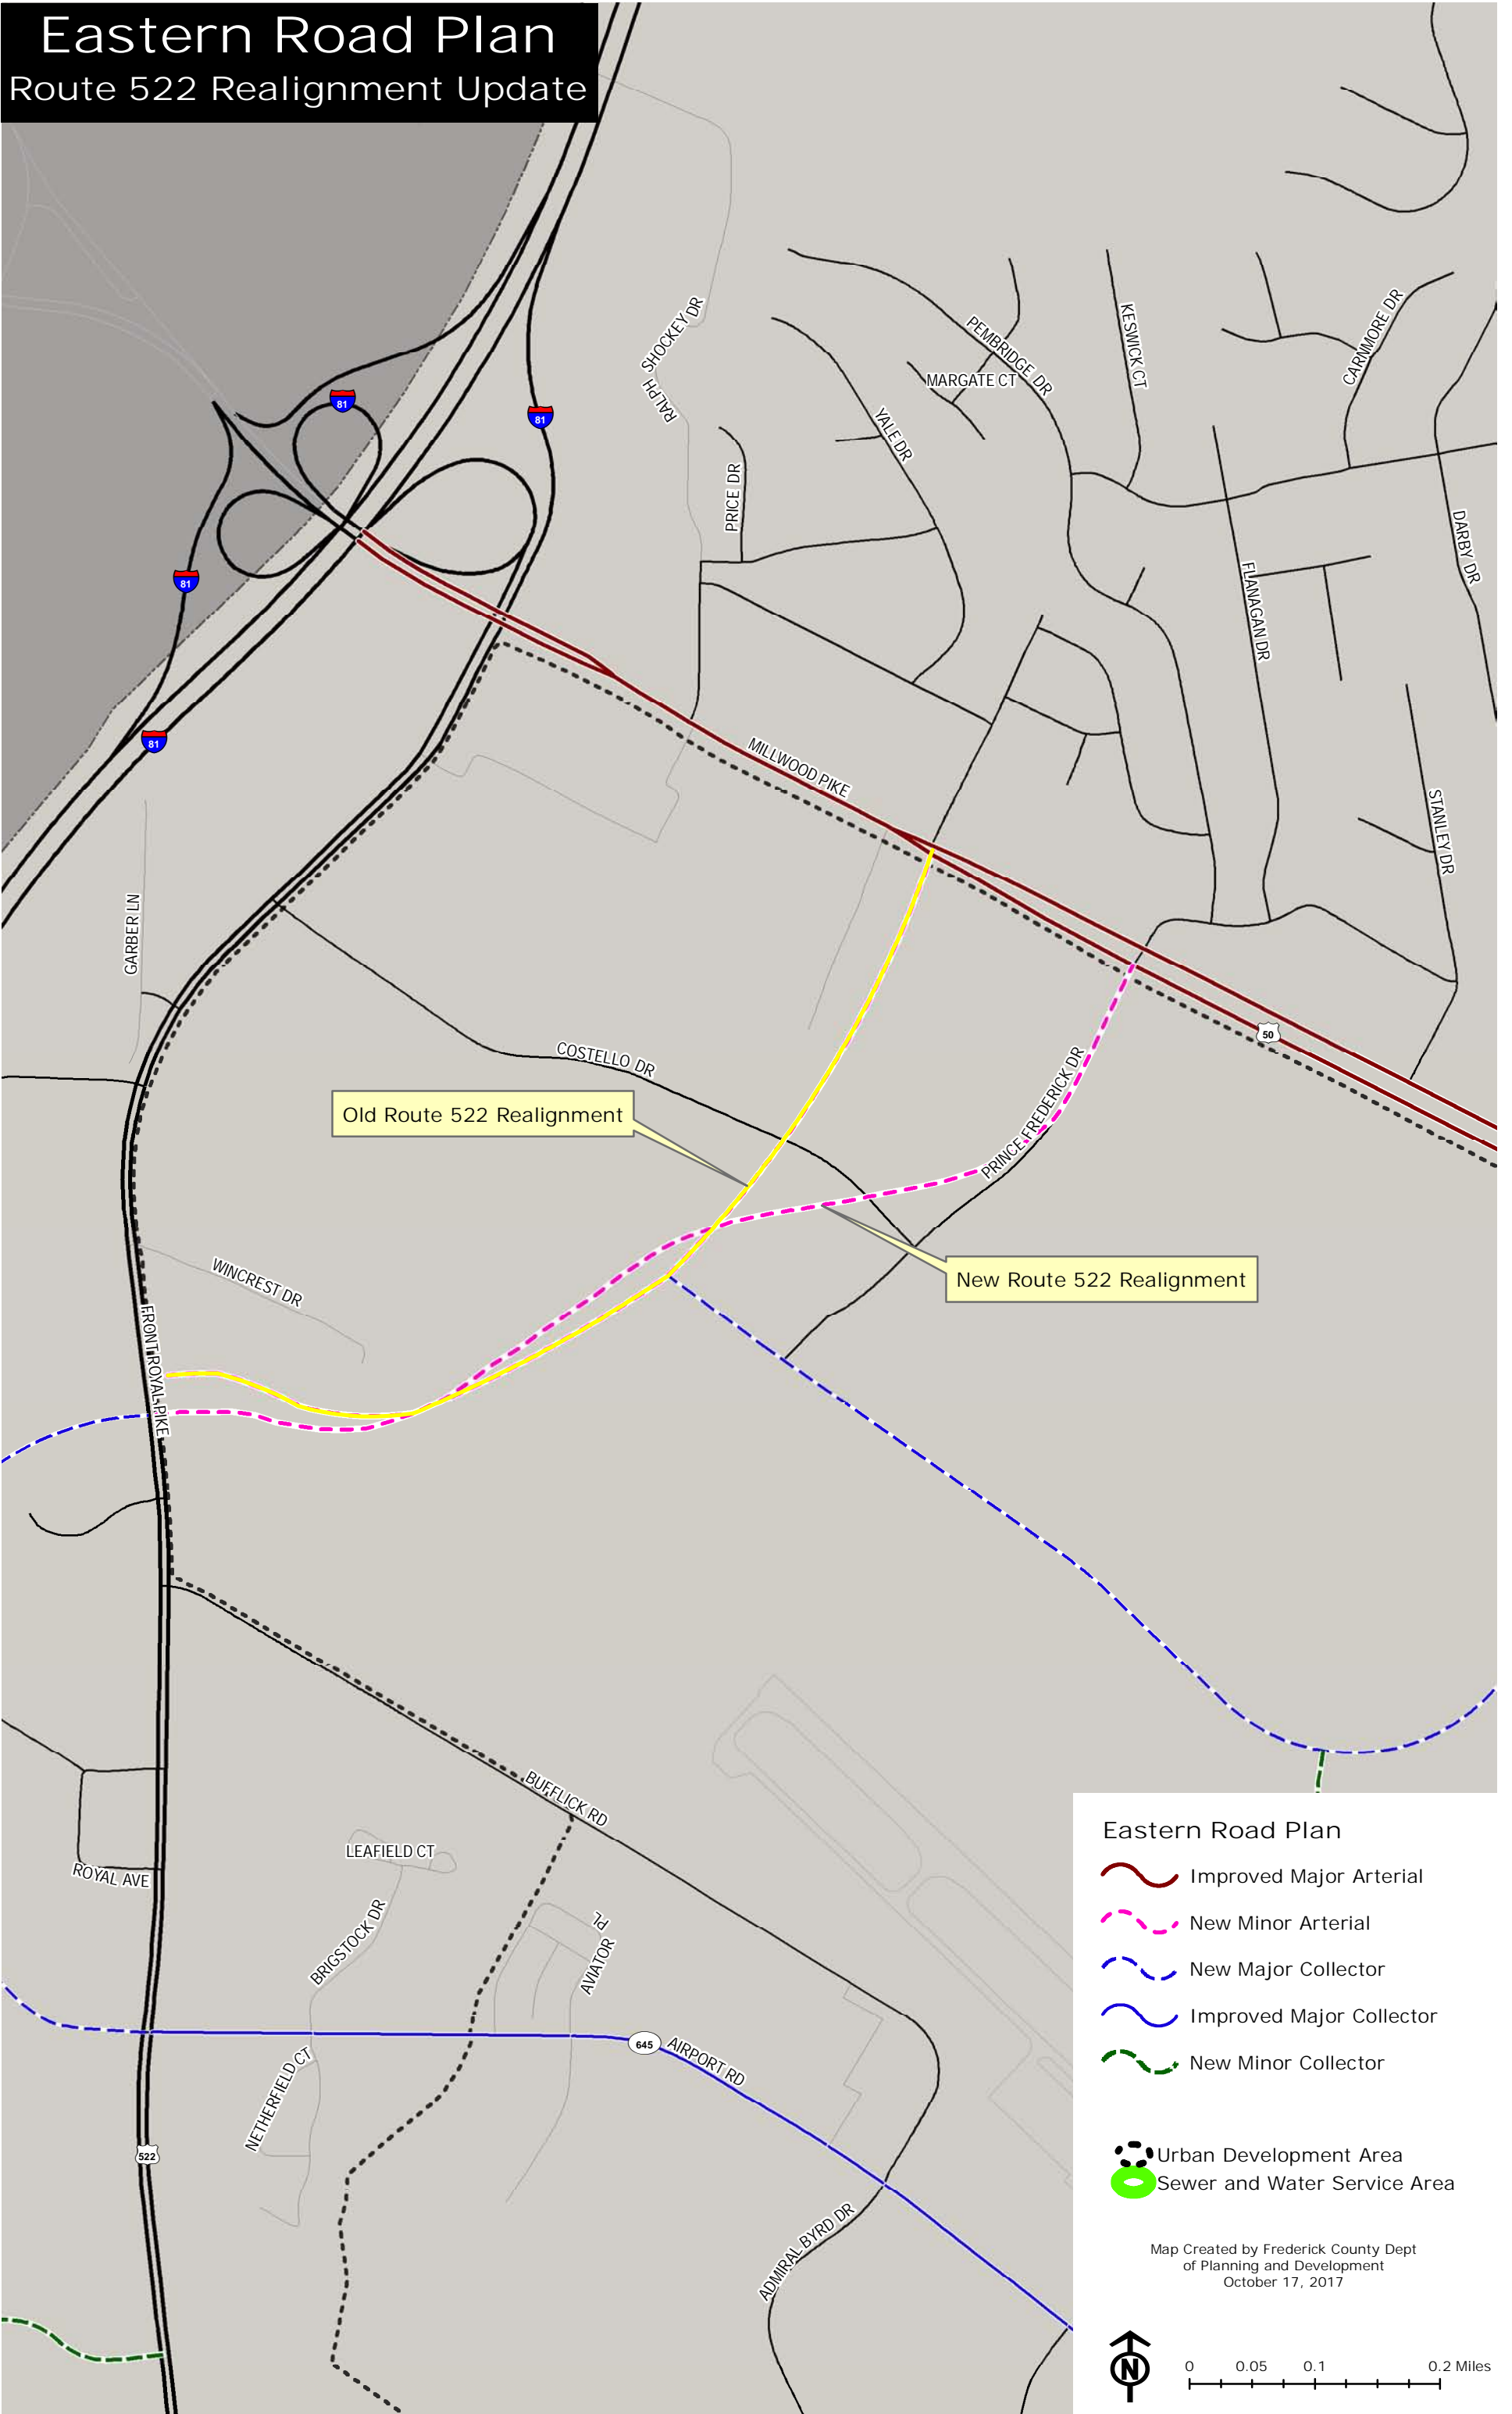 Eastern Road Plan
Route 522 Realignment Update
81
81
81
81
RALPH SHOCKEY DR
PRICE DR
YALE DR
MARGATE CT
PEMBRIDGE DR
KESWICK CT
CARNMORE DR
DARBY DR
FLANAGAN DR
STANLEY DR
MILLWOOD PIKE
GARBER LN
50
COSTELLO DR
PRINCE FREDERICK DR
Old Route 522 Realignment
New Route 522 Realignment
WINCREST DR
FRONT ROYAL PIKE
BUFFLICK RD
LEAFIELD CT
ROYAL AVE
BRIGSTOCK DR
AVIATOR PL
645
AIRPORT RD
NETHERFIELD CT
522
ADMIRAL BYRD DR
Eastern Road Plan
Improved Major Arterial
New Minor Arterial
New Major Collector
Improved Major Collector
New Minor Collector
Urban Development Area
Sewer and Water Service Area
Map Created by Frederick County Dept
of Planning and Development
October 17, 2017
N
0 0.05 0.1 0.2 Miles